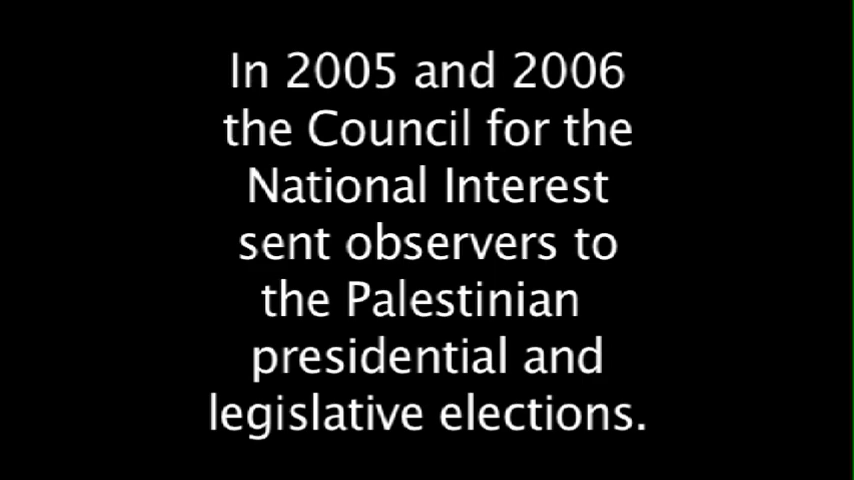 In 2005 and 2006
the Council for the
National Interest
sent observers to
the Palestinian
presidential and
legislative elections.